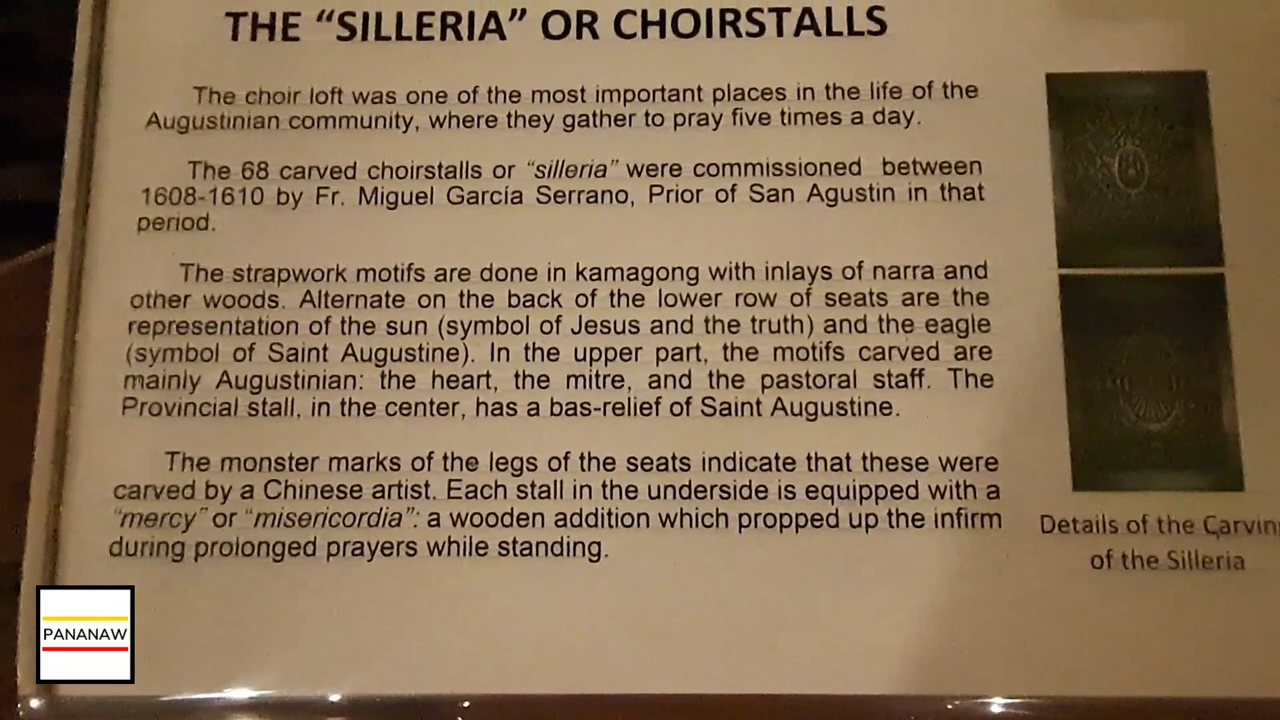 THE “SILLERIA” OR CHOIRSTALLS
The choir loft was one of the most important places in the life of the
Augustinian community, where they gather to pray five times a day.
The 68 carved choirstalls or “silleria” were commissioned between
1608-1610 by Fr. Miguel García Serrano, Prior of San Agustin in that
period.
The strapwork motifs are done in kamagong with inlays of narra and
other woods. Alternate on the back of the lower row of seats are the
representation of the sun (symbol of Jesus and the truth) and the eagle
(symbol of Saint Augustine). In the upper part, the motifs carved are
mainly Augustinian: the heart, the mitre, and the pastoral staff. The
Provincial stall, in the center, has a bas-relief of Saint Augustine.
The monster marks of the legs of the seats indicate that these were
carved by a Chinese artist. Each stall in the underside is equipped with a
“mercy” or “misericordia”: a wooden addition which propped up the infirm
during prolonged prayers while standing.
Details of the Carvin
of the Silleria
PANANAW